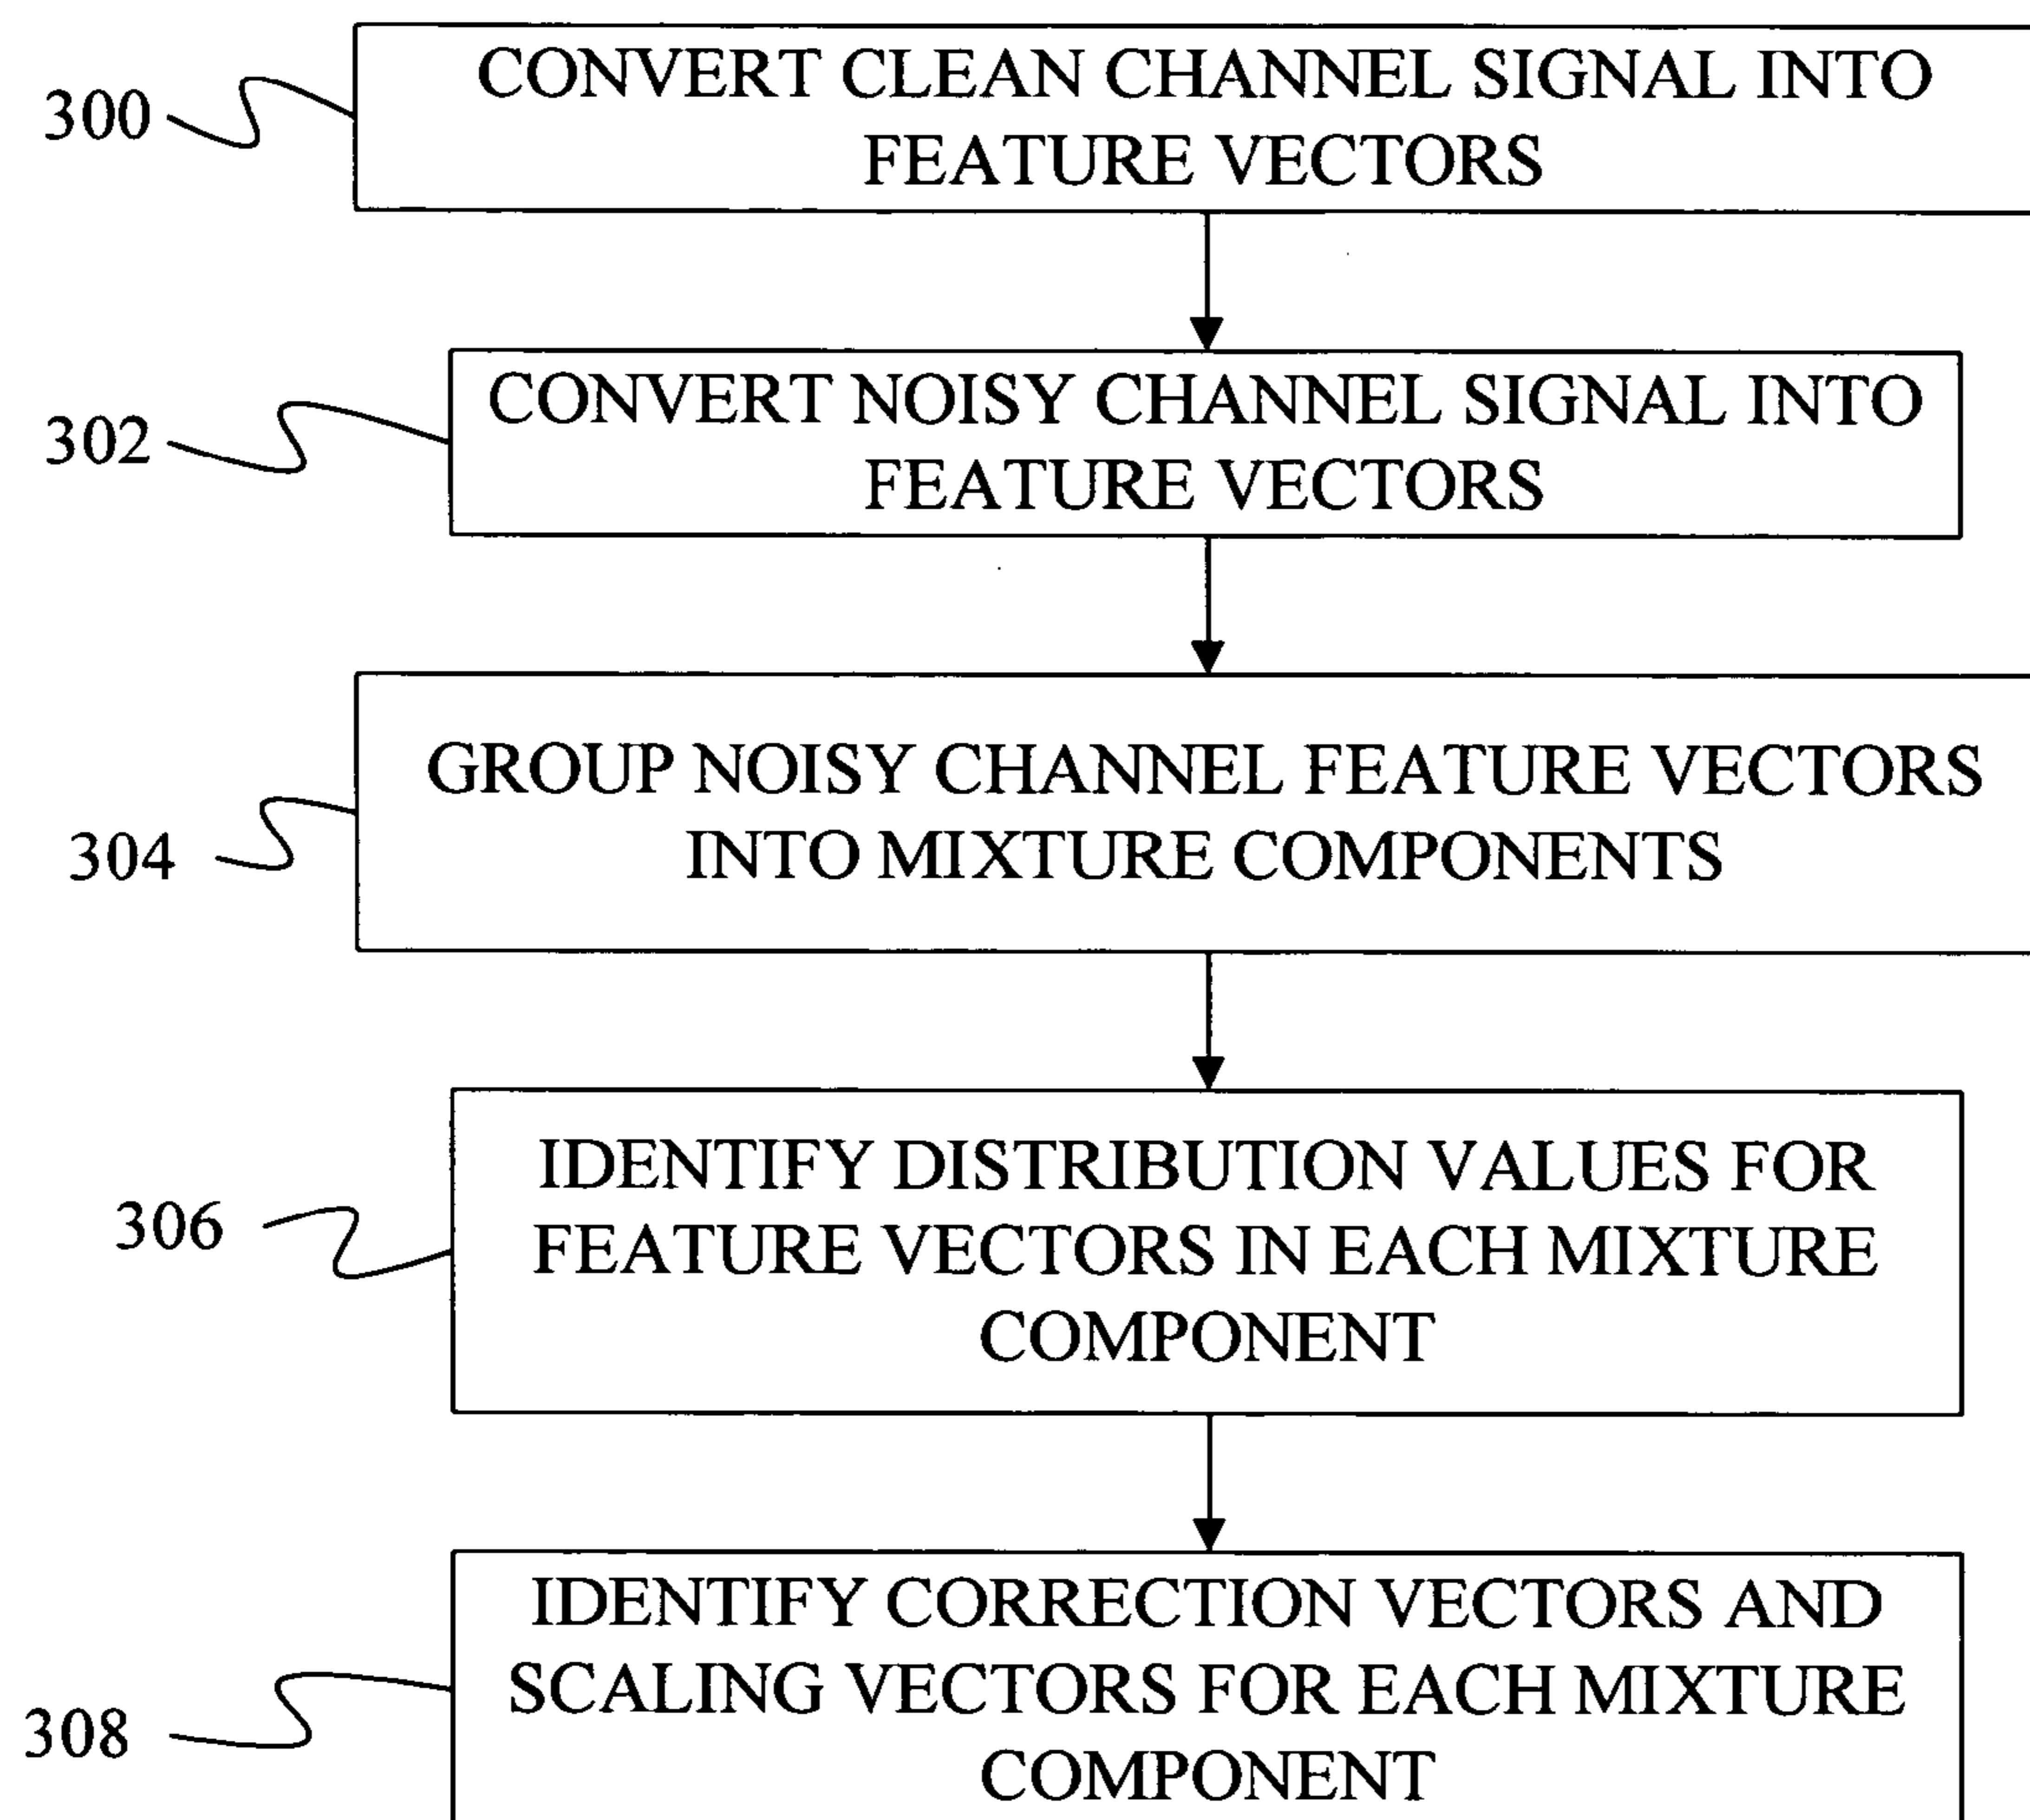 300
CONVERT CLEAN CHANNEL SIGNAL INTO
FEATURE VECTORS
302
CONVERT NOISY CHANNEL SIGNAL INTO
FEATURE VECTORS
304
GROUP NOISY CHANNEL FEATURE VECTORS
INTO MIXTURE COMPONENTS
306
IDENTIFY DISTRIBUTION VALUES FOR
FEATURE VECTORS IN EACH MIXTURE
COMPONENT
308
IDENTIFY CORRECTION VECTORS AND
SCALING VECTORS FOR EACH MIXTURE
COMPONENT